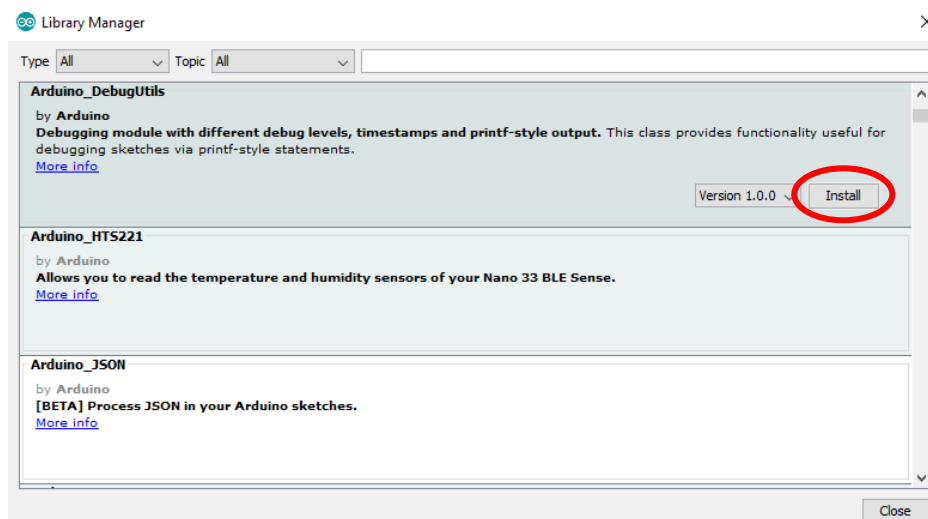 Library Manager
Type All Topic All
Arduino_DebugUtils
by Arduino
Debugging module with different debug levels, timestamps and printf-style output. This class provides functionality useful for
debugging sketches via printf-style statements.
More info
Version 1.0.0 Install
Arduino_HTS221
by Arduino
Allows you to read the temperature and humidity sensors of your Nano 33 BLE Sense.
More info
Arduino_JSON
by Arduino
[BETA] Process JSON in your Arduino sketches.
More info
Close